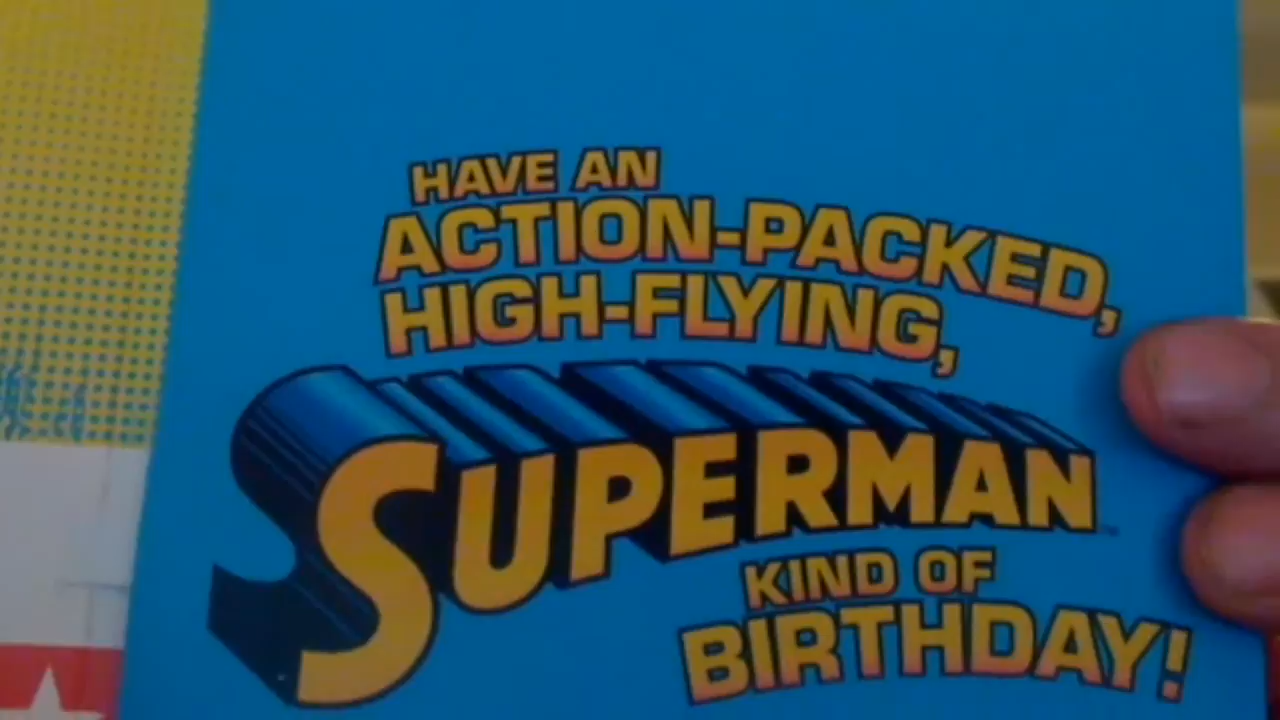 HAVE AN
ACTION-PACKED,
HIGH-FLYING,
SUPERMAN
KIND OF
BIRTHDAY!